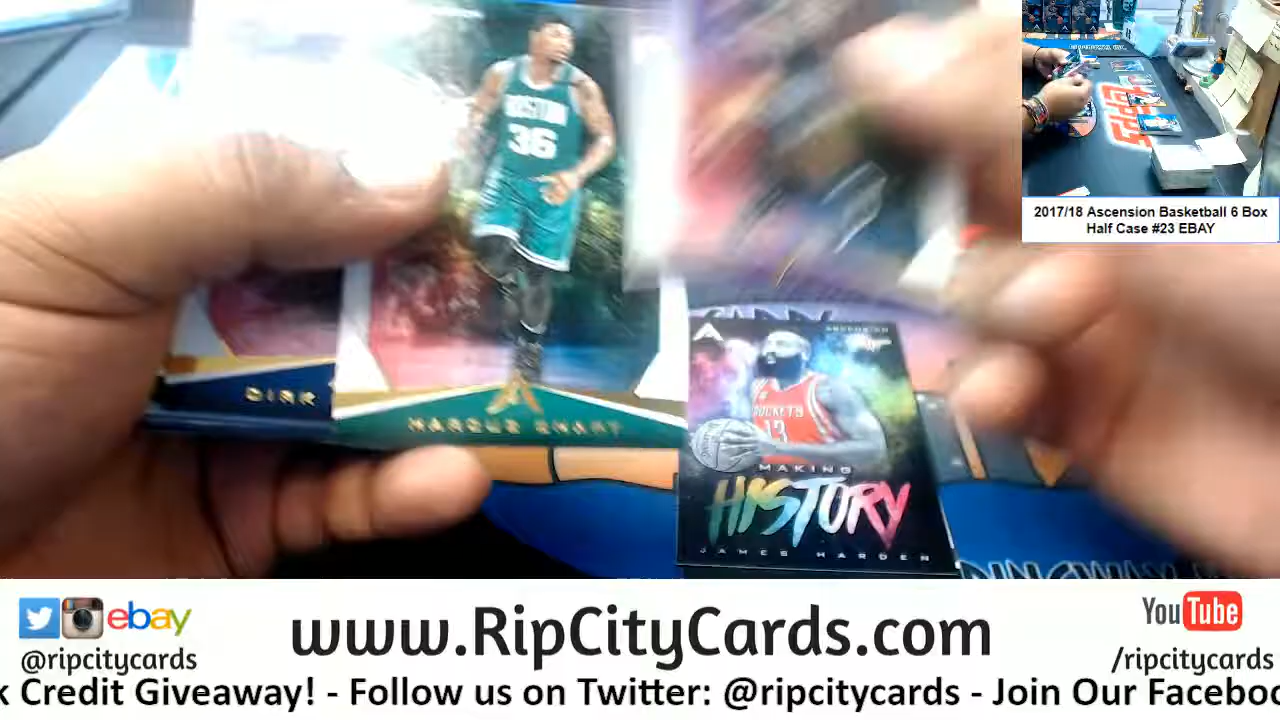 BOSTON
36
DIRK
MARCUS SMART
ASCENSION
ROCKETS
13
MAKING
HISTORY
JAMES HARDEN
2017/18 Ascension Basketball 6 Box
Half Case #23 EBAY
ebay
@ripcitycards
www.RipCityCards.com
YouTube
/ripcitycards
k Credit Giveaway! - Follow us on Twitter: @ripcitycards - Join Our Faceboo